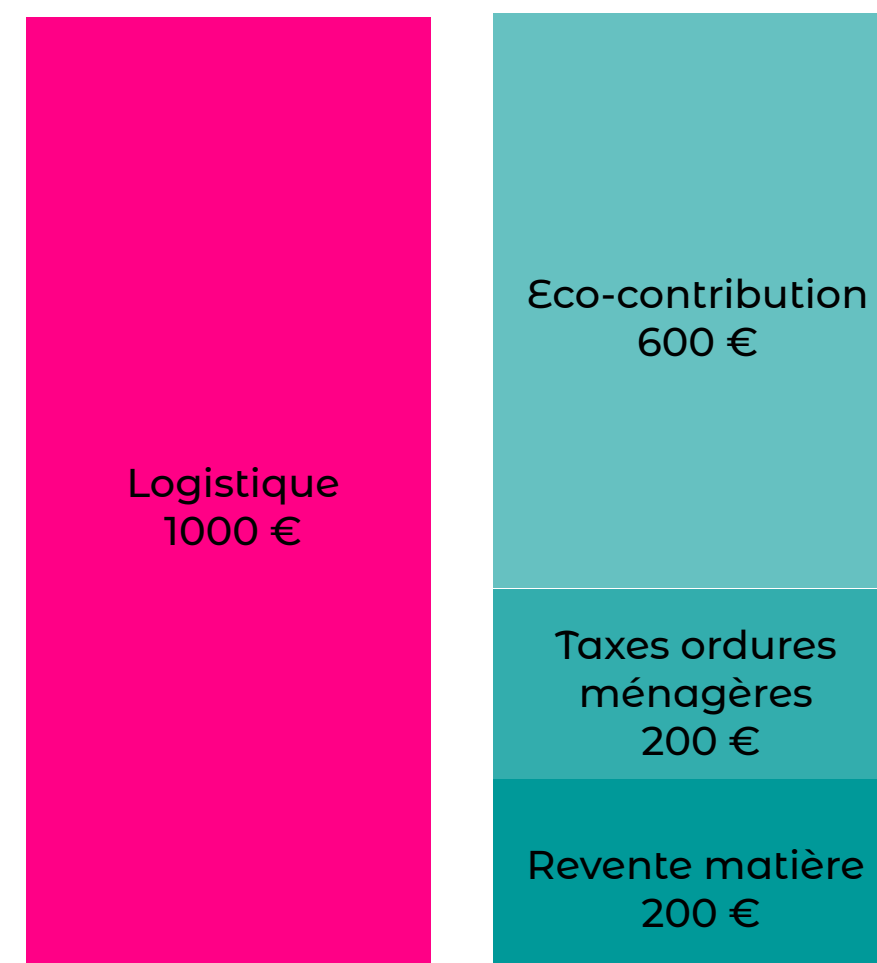 Logistique
1000 €
Eco-contribution
600 €
Taxes ordures
ménagères
200 €
Revente matière
200 €